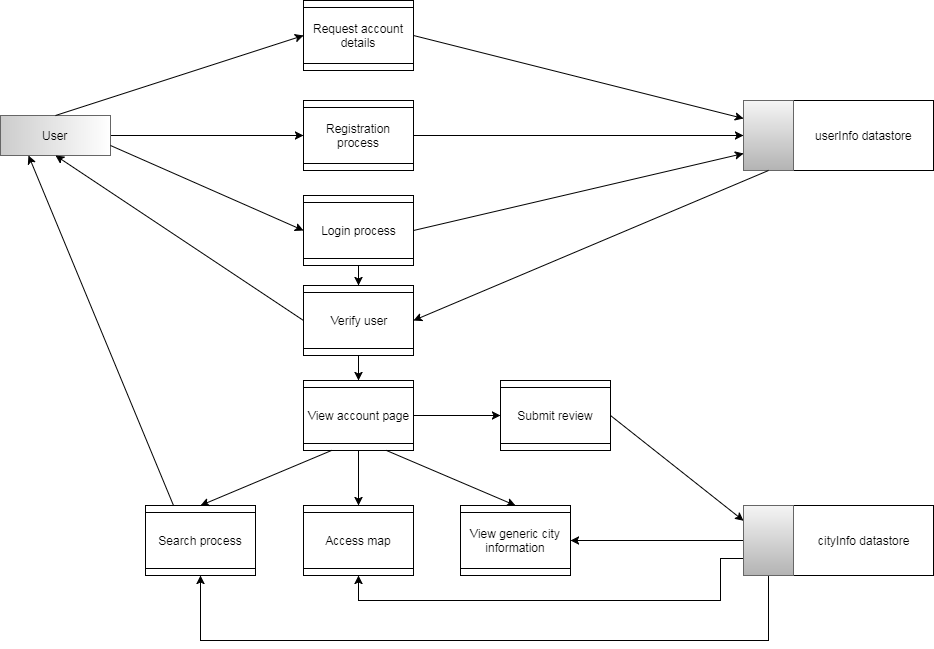 Request account
details
User
Registration
process
userInfo datastore
Login process
Verify user
View account page
Submit review
Search process
Access map
View generic city
information
cityInfo datastore